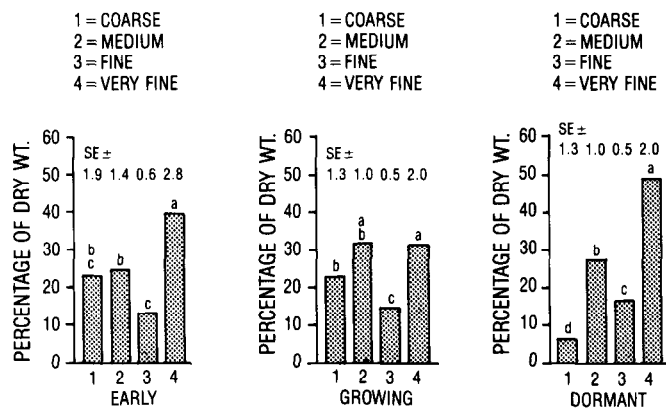 1 = COARSE
2 = MEDIUM
3 = FINE
4 = VERY FINE
PERCENTAGE OF DRY WT.
60
50
40
30
20
10
0
SE ±
1.9 1.4 0.6 2.8
b
c
b
c
a
1 2 3 4
EARLY
1 = COARSE
2 = MEDIUM
3 = FINE
4 = VERY FINE
PERCENTAGE OF DRY WT.
60
50
40
30
20
10
0
SE ±
1.3 1.0 0.5 2.0
b
a
b
c
a
1 2 3 4
GROWING
1 = COARSE
2 = MEDIUM
3 = FINE
4 = VERY FINE
PERCENTAGE OF DRY WT.
60
50
40
30
20
10
0
SE ±
1.3 1.0 0.5 2.0
d
b
c
a
1 2 3 4
DORMANT